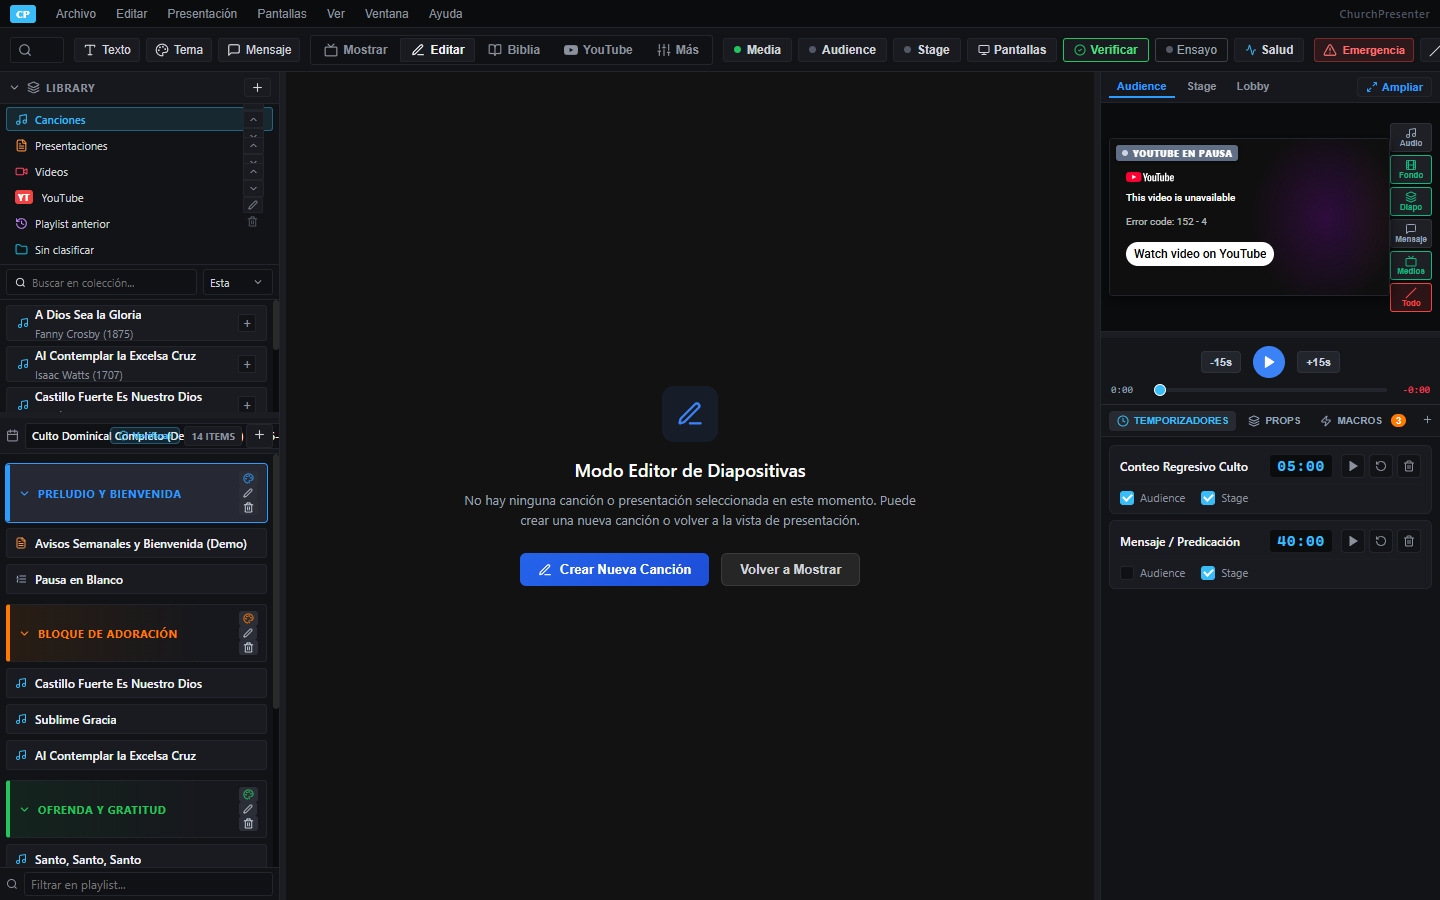 CP Archivo Editar Presentación Pantallas Ver Ventana Ayuda ChurchPresenter
Texto Tema Mensaje Mostrar Editar Biblia YouTube Más Media Audience Stage Pantallas Verificar Ensayo Salud Emergencia
LIBRARY
Canciones
Presentaciones
Videos
YT YouTube
Playlist anterior
Sin clasificar
Buscar en colección... Esta
A Dios Sea la Gloria
Fanny Crosby (1875)
Al Contemplar la Excelsa Cruz
Isaac Watts (1707)
Castillo Fuerte Es Nuestro Dios
Culto Dominical Completo (De 14 ITEMS
PRELUDIO Y BIENVENIDA
Avisos Semanales y Bienvenida (Demo)
Pausa en Blanco
BLOQUE DE ADORACIÓN
Castillo Fuerte Es Nuestro Dios
Sublime Gracia
Al Contemplar la Excelsa Cruz
OFRENDA Y GRATITUD
Santo, Santo, Santo
Filtrar en playlist...
Modo Editor de Diapositivas
No hay ninguna canción o presentación seleccionada en este momento. Puede
crear una nueva canción o volver a la vista de presentación.
Crear Nueva Canción Volver a Mostrar
Audience Stage Lobby Ampliar
YOUTUBE EN PAUSA
YouTube
This video is unavailable
Error code: 152 - 4
Watch video on YouTube
Audio
Fondo
Diapo
Mensaje
Medios
Todo
-15s +15s
0:00 -0:00
TEMPORIZADORES PROPS MACROS 3 +
Conteo Regresivo Culto 05:00
Audience Stage
Mensaje / Predicación 40:00
Audience Stage